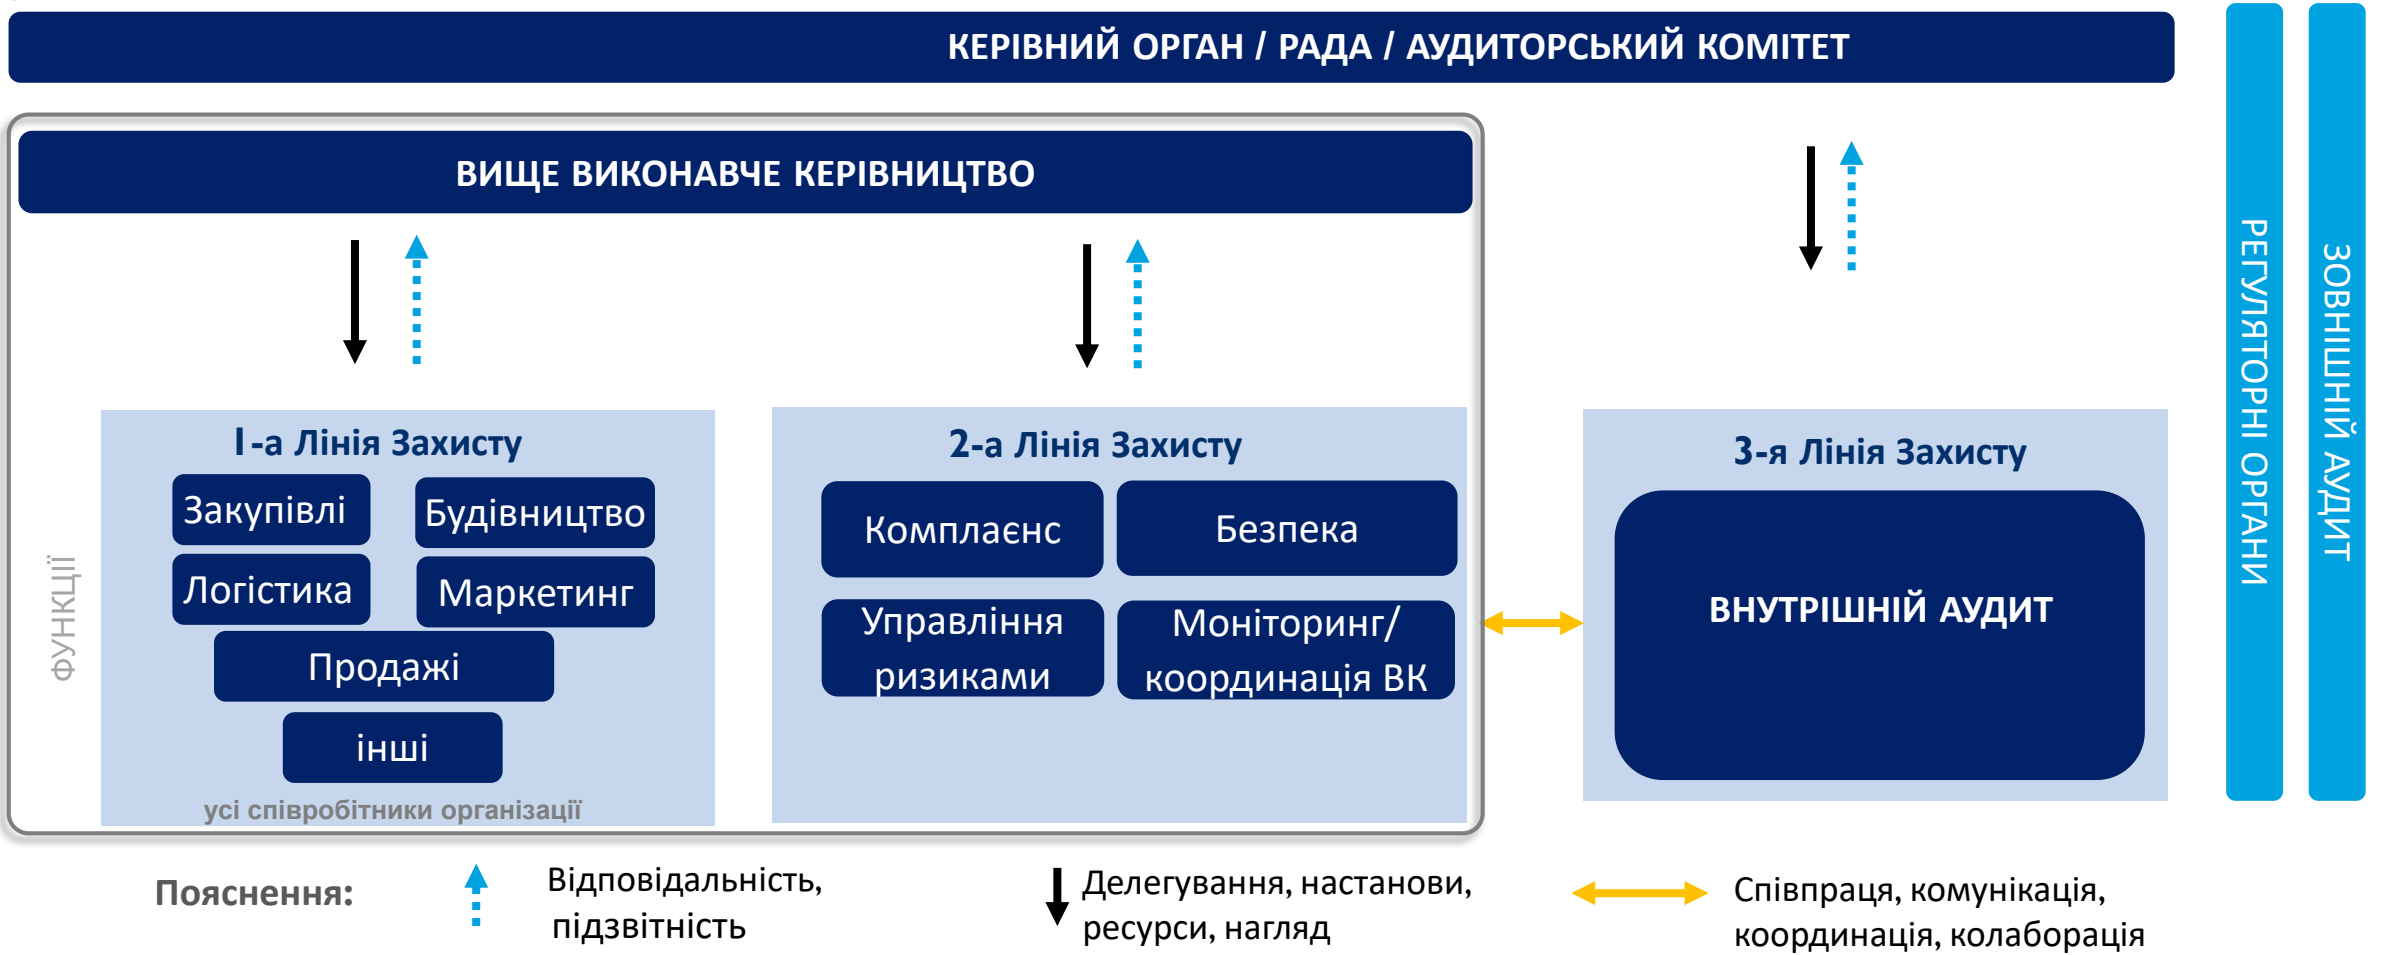 КЕРІВНИЙ ОРГАН / РАДА / АУДИТОРСЬКИЙ КОМІТЕТ
ВИЩЕ ВИКОНАВЧЕ КЕРІВНИЦТВО
ФУНКЦІЇ
1-а Лінія Захисту
Закупівлі
Будівництво
Логістика
Маркетинг
Продажі
інші
усі співробітники організації
2-а Лінія Захисту
Комплаєнс
Безпека
Управління
ризиками
Моніторинг/
координація ВК
3-я Лінія Захисту
ВНУТРІШНІЙ АУДИТ
РЕГУЛЯТОРНІ ОРГАНИ
ЗОВНІШНІЙ АУДИТ
Пояснення:
Відповідальність,
підзвітність
Делегування, настанови,
ресурси, нагляд
Співпраця, комунікація,
координація, колаборація